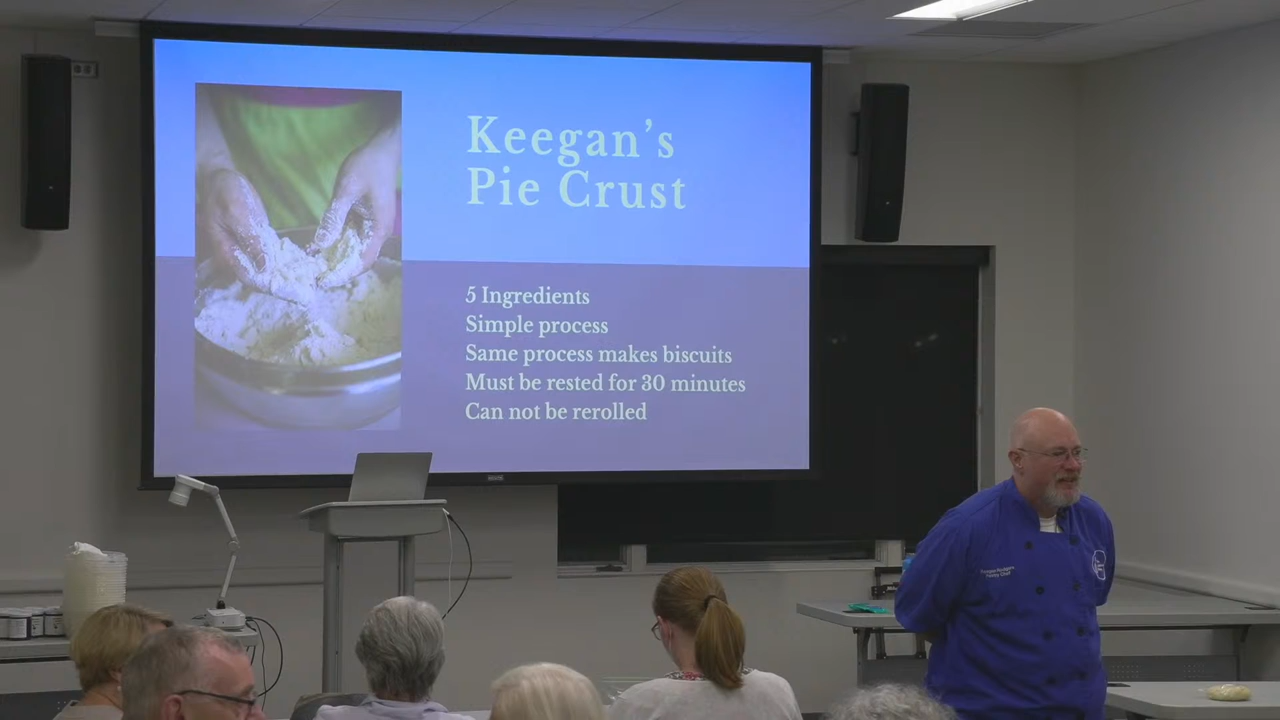 Keegan's
Pie Crust
5 Ingredients
Simple process
Same process makes biscuits
Must be rested for 30 minutes
Can not be rerolled